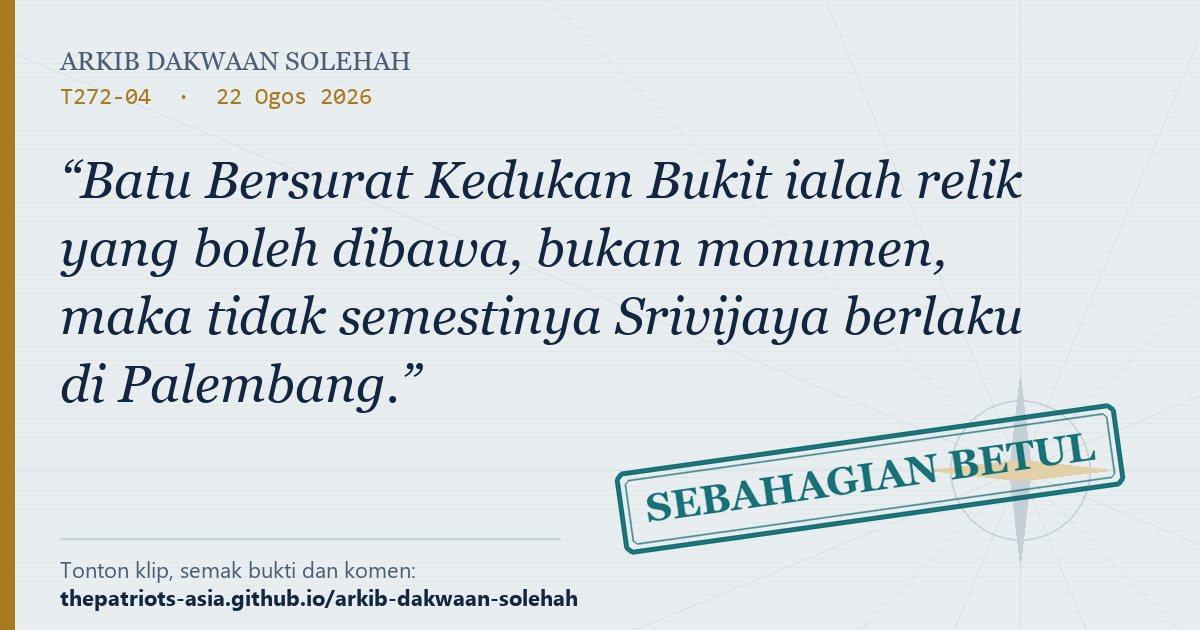 ARKIB DAKWAAN SOLEHAH
T272-04 · 22 Ogos 2026
“Batu Bersurat Kedukan Bukit ialah relik
yang boleh dibawa, bukan monumen,
maka tidak semestinya Srivijaya berlaku
di Palembang.”
SEBAHAGIAN BETUL
Tonton klip, semak bukti dan komen:
thepatriots-asia.github.io/arkib-dakwaan-solehah